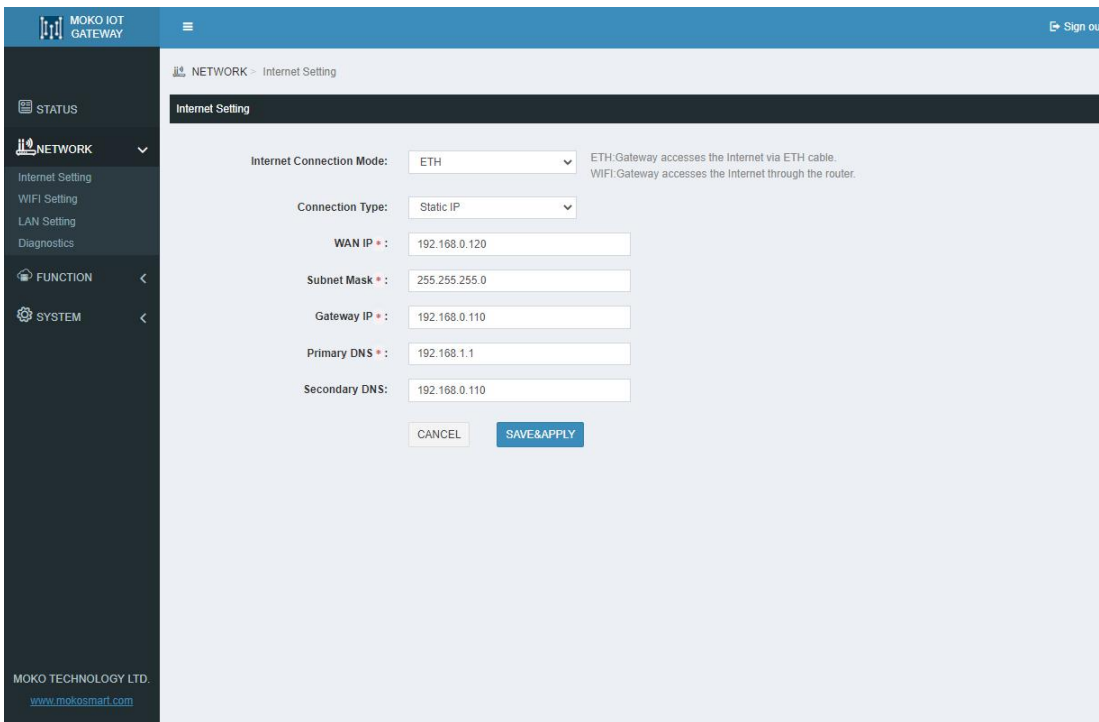 MOKO IOT
GATEWAY
Sign ou
NETWORK > Internet Setting
STATUS
Internet Setting
NETWORK
Internet Setting
WIFI Setting
LAN Setting
Diagnostics
FUNCTION
SYSTEM
Internet Connection Mode: ETH
ETH:Gateway accesses the Internet via ETH cable.
WIFI:Gateway accesses the Internet through the router.
Connection Type: Static IP
WAN IP * : 192.168.0.120
Subnet Mask * : 255.255.255.0
Gateway IP * : 192.168.0.110
Primary DNS * : 192.168.1.1
Secondary DNS: 192.168.0.110
CANCEL SAVE&APPLY
MOKO TECHNOLOGY LTD.
www.mokosmart.com